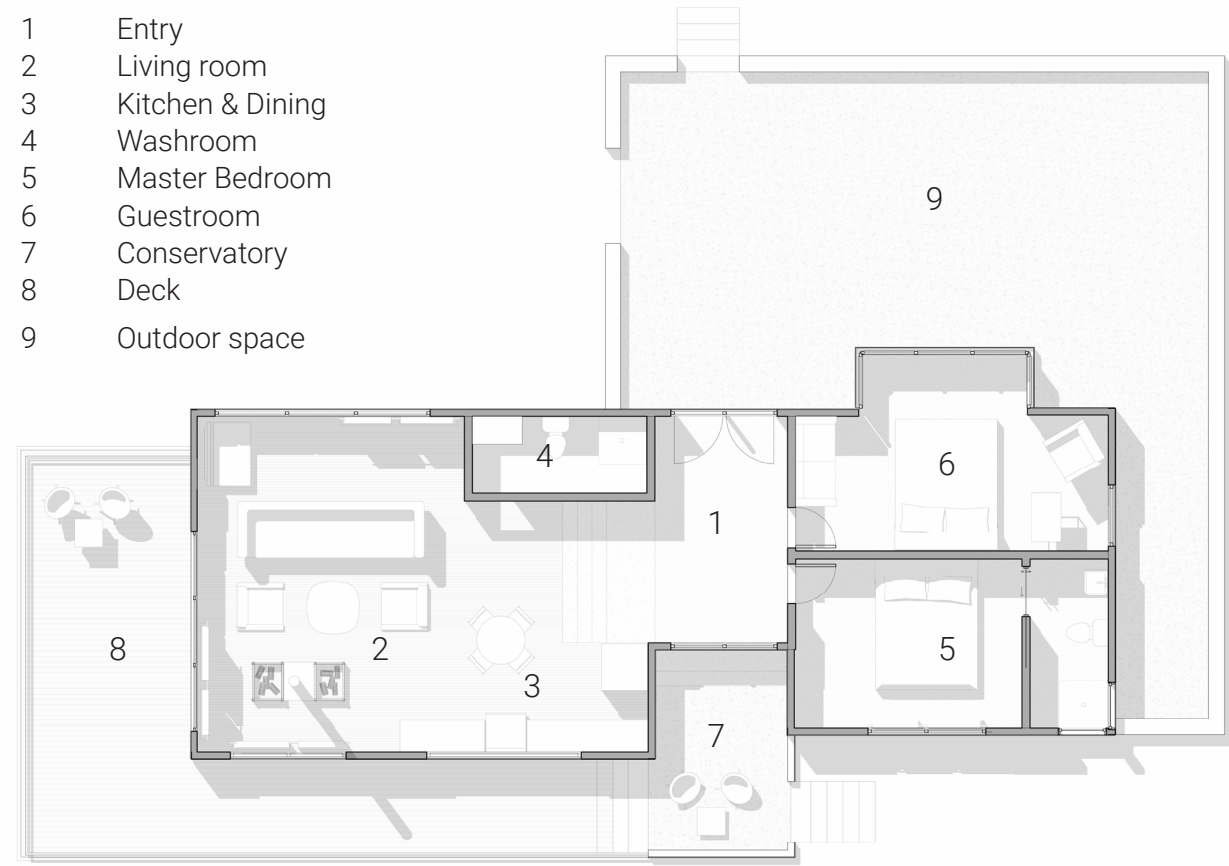 1 Entry
2 Living room
3 Kitchen & Dining
4 Washroom
5 Master Bedroom
6 Guestroom
7 Conservatory
8 Deck
9 Outdoor space
9
4
6
1
8
2
5
3
7